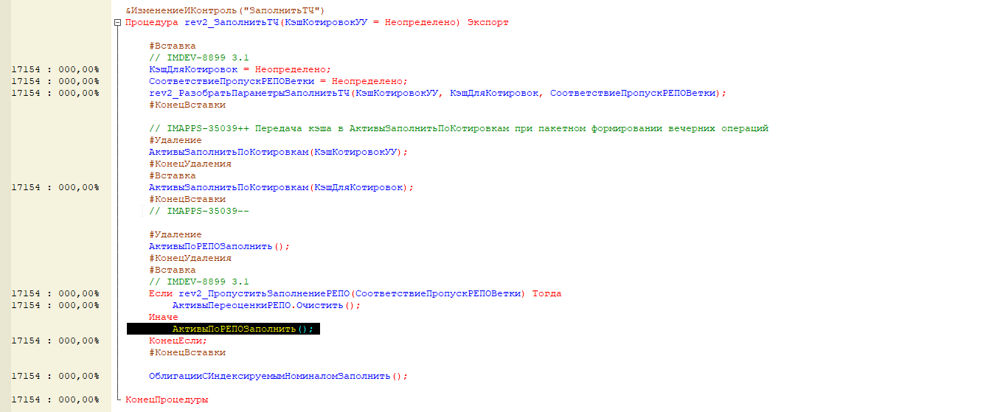 &ИзменениеИКонтроль("ЗаполнитьТЧ")
Процедура rev2_ЗаполнитьТЧ(КэшКотировокУУ = Неопределено) Экспорт
#Вставка
// IMDEV-8899 3.1
17154 : 000,00% КэшДляКотировок = Неопределено;
17154 : 000,00% СоответствиеПропускРЕПОВетки = Неопределено;
17154 : 000,00% rev2_РазобратьПараметрыЗаполнитьТЧ(КэшКотировокУУ, КэшДляКотировок, СоответствиеПропускРЕПОВетки);
#КонецВставки
// IMAPPS-35039++ Передача кэша в АктивыЗаполнитьПоКотировкам при пакетном формировании вечерних операций
#Удаление
АктивыЗаполнитьПоКотировкам(КэшКотировокУУ);
#КонецУдаления
#Вставка
17154 : 000,00% АктивыЗаполнитьПоКотировкам(КэшДляКотировок);
#КонецВставки
// IMAPPS-35039--
#Удаление
АктивыПоРЕПОЗаполнить();
#КонецУдаления
#Вставка
// IMDEV-8899 3.1
17154 : 000,00% Если rev2_ПропуститьЗаполнениеРЕПО(СоответствиеПропускРЕПОВетки) Тогда
17154 : 000,00% АктивыПереоценкиРЕПО.Очистить();
Иначе
АктивыПоРЕПОЗаполнить();
17154 : 000,00% КонецЕсли;
#КонецВставки
17154 : 000,00% ОблигацииСИндексируемымНоминаломЗаполнить();
17154 : 000,00% КонецПроцедуры